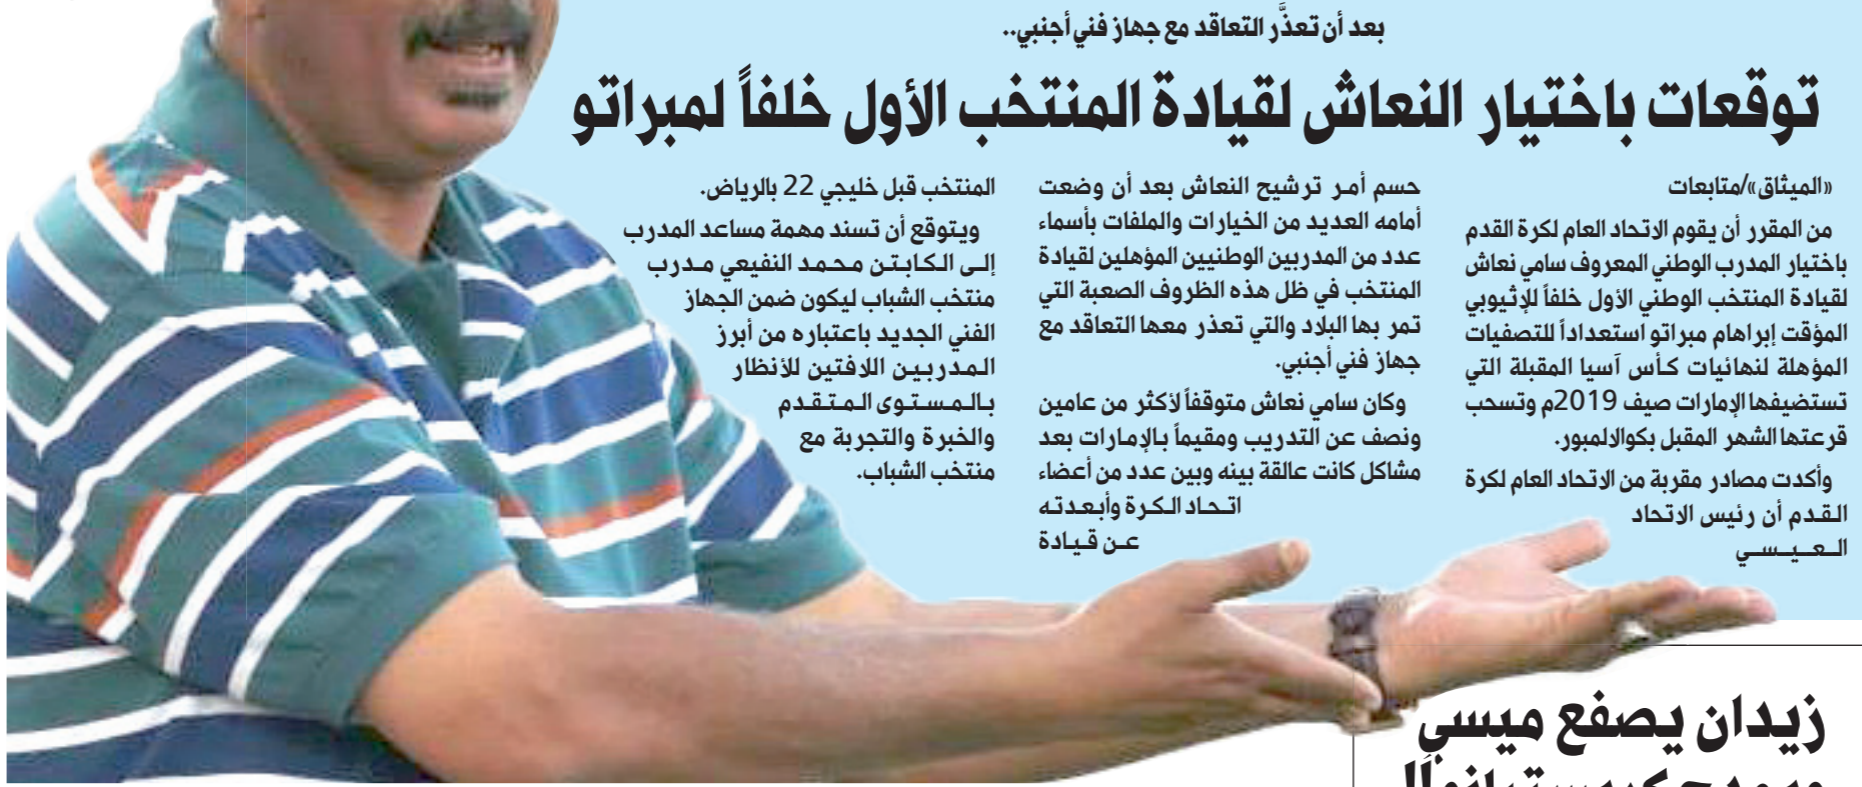 بعد أن تعذَّر التعاقد مع جهاز فني أجنبي..
توقعات باختيار النعاش لقيادة المنتخب الأول خلفاً لمبراتو
«الميثاق»/متابعات
من المقرر أن يقوم الاتحاد العام لكرة القدم
باختيار المدرب الوطني المعروف سامي نعاش
لقيادة المنتخب الوطني الأول خلفاً للإثيوبي
المؤقت إبراهام مبراتو استعداداً للتصفيات
المؤهلة لنهائيات كأس آسيا المقبلة التي
تستضيفها الإمارات صيف 2019م وتسحب
قرعتها الشهر المقبل بكوالالمبور.
وأكدت مصادر مقربة من الاتحاد العام لكرة
القدم أن رئيس الاتحاد
العيسي
حسم أمر ترشيح النعاش بعد أن وضعت
أمامه العديد من الخيارات والملفات بأسماء
عدد من المدربين الوطنيين المؤهلين لقيادة
المنتخب في ظل هذه الظروف الصعبة التي
تمر بها البلاد والتي تعذر معها التعاقد مع
جهاز فني أجنبي.
وكان سامي نعاش متوقفاً لأكثر من عامين
ونصف عن التدريب ومقيماً بالإمارات بعد
مشاكل كانت عالقة بينه وبين عدد من أعضاء
اتحاد الكرة وأبعدته
عن قيادة
المنتخب قبل خليجي 22 بالرياض.
ويتوقع أن تسند مهمة مساعد المدرب
إلى الكابتن محمد النفيعي مدرب
منتخب الشباب ليكون ضمن الجهاز
الفني الجديد باعتباره من أبرز
المدربين اللافتين للأنظار
بالمستوى المتقدم
والخبرة والتجربة مع
منتخب الشباب.
زيدان يصفع ميسي